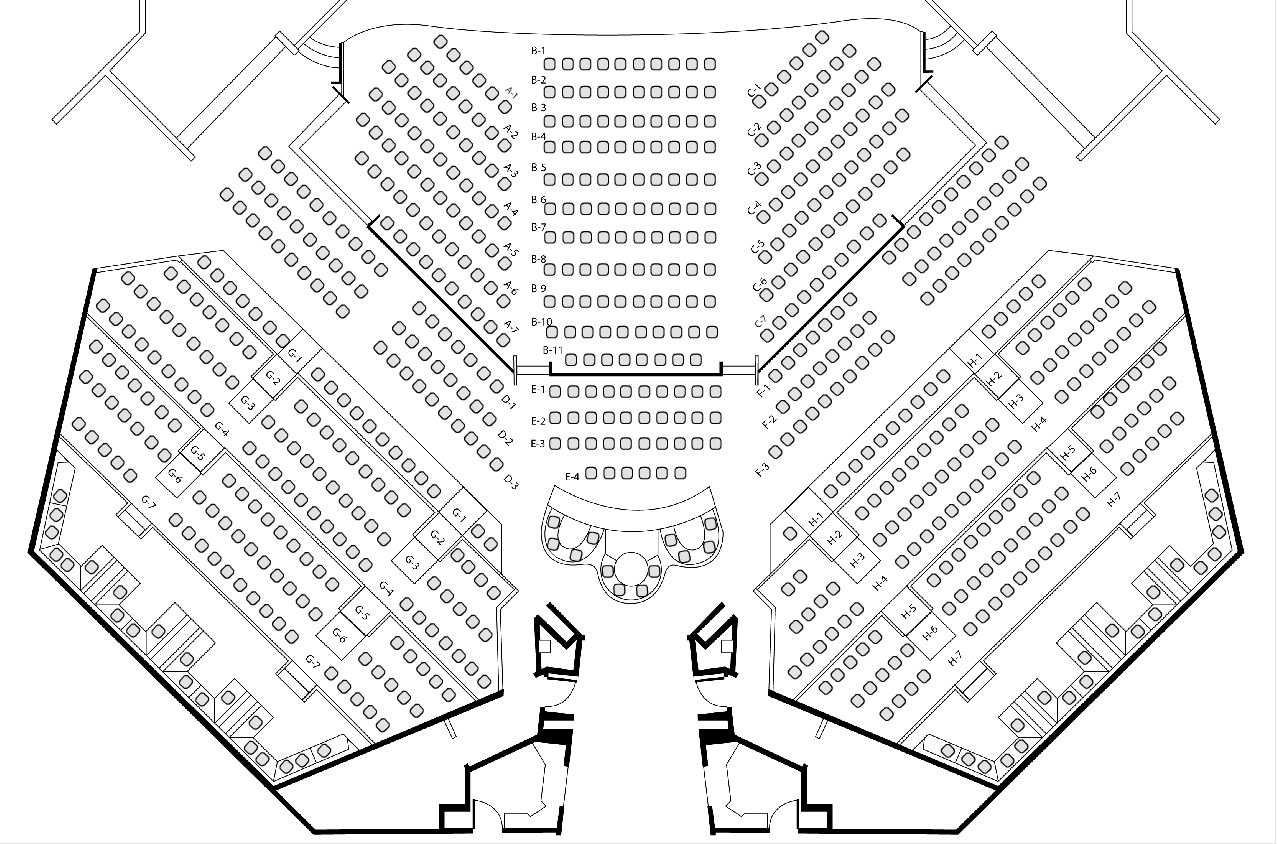 B-1
B-2
B 3
B-4
B 5
B 6
B-7
B-8
B 9
B-10
B-11
A-1
A-2
A-3
A-4
A-5
A-6
A-7
C-1
C-2
C-3
C-4
C-5
C-6
C-7
D-1
D-2
D-3
E-1
E-2
E-3
E-4
F-1
F-2
F-3
G-1
G-2
G-3
G-4
G-5
G-6
G-7
G-1
G-2
G-3
G-4
G-5
G-6
G-7
H-1
H-2
H-3
H-4
H-5
H-6
H-7
H-1
H-2
H-3
H-4
H-5
H-6
H-7